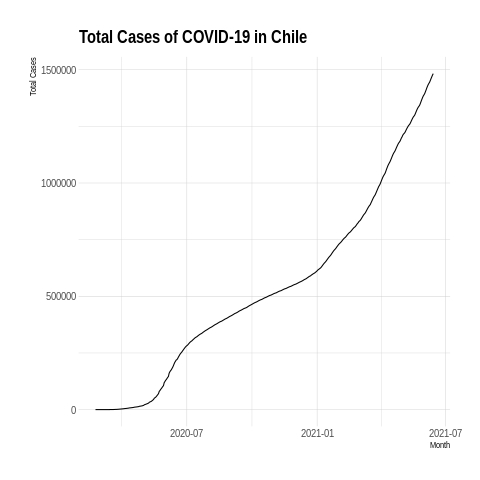 Total Cases of COVID-19 in Chile
Total Cases
1500000
1000000
500000
0
2020-07
2021-01
2021-07
Month